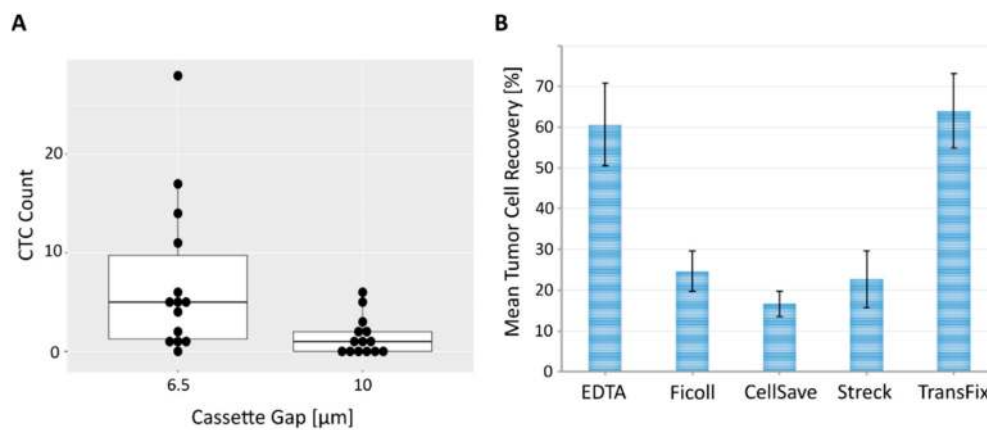 A
CTC Count
20
10
0
6.5
10
Cassette Gap [µm]
B
Mean Tumor Cell Recovery [%]
70
60
50
40
30
20
10
0
EDTA
Ficoll
CellSave
Streck
TransFix